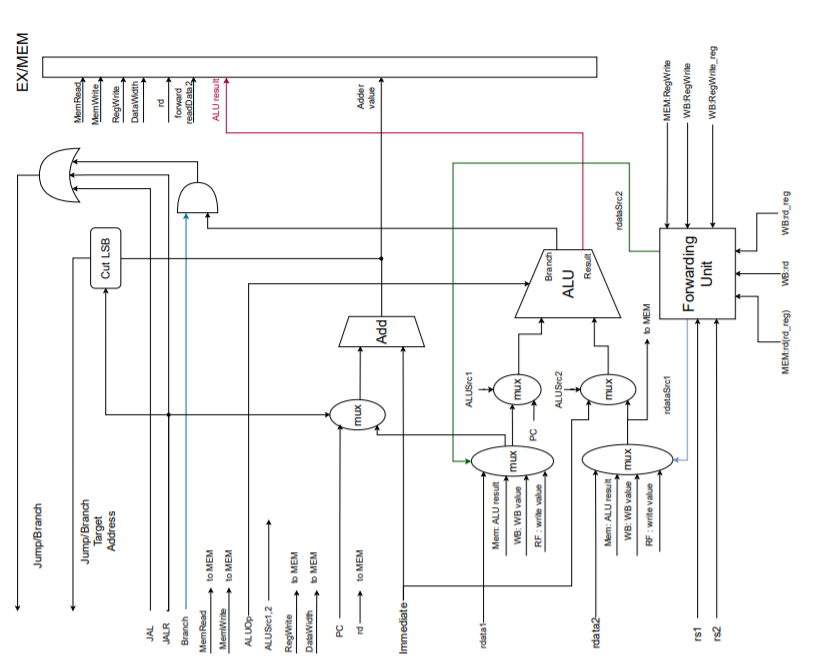 EX/MEM
MemRead
MemWrite
RegWrite
DataWidth
rd
forward
readData2
ALU result
Adder
value
MEM:RegWrite
WB:RegWrite
WB:RegWrite_reg
Cut LSB
rdataSrc2
WB:rd_reg
WB:rd
MEM:rd(rd_reg)
Forwarding
Unit
Branch
ALU
Result
Add
to MEM
ALUSrc1
ALUSrc2
rdataSrc1
mux
mux
mux
PC
mux
mux
Mem: ALU result
WB: WB value
RF : write value
Mem: ALU result
WB: WB value
RF : write value
Jump/Branch
Jump/Branch
Target
Address
JAL
JALR
Branch
MemRead
to MEM
MemWrite
to MEM
ALUOp
ALUSrc1,2
RegWrite
to MEM
DataWidth
to MEM
PC
rd
to MEM
Immediate
rdata1
rdata2
rs1
rs2